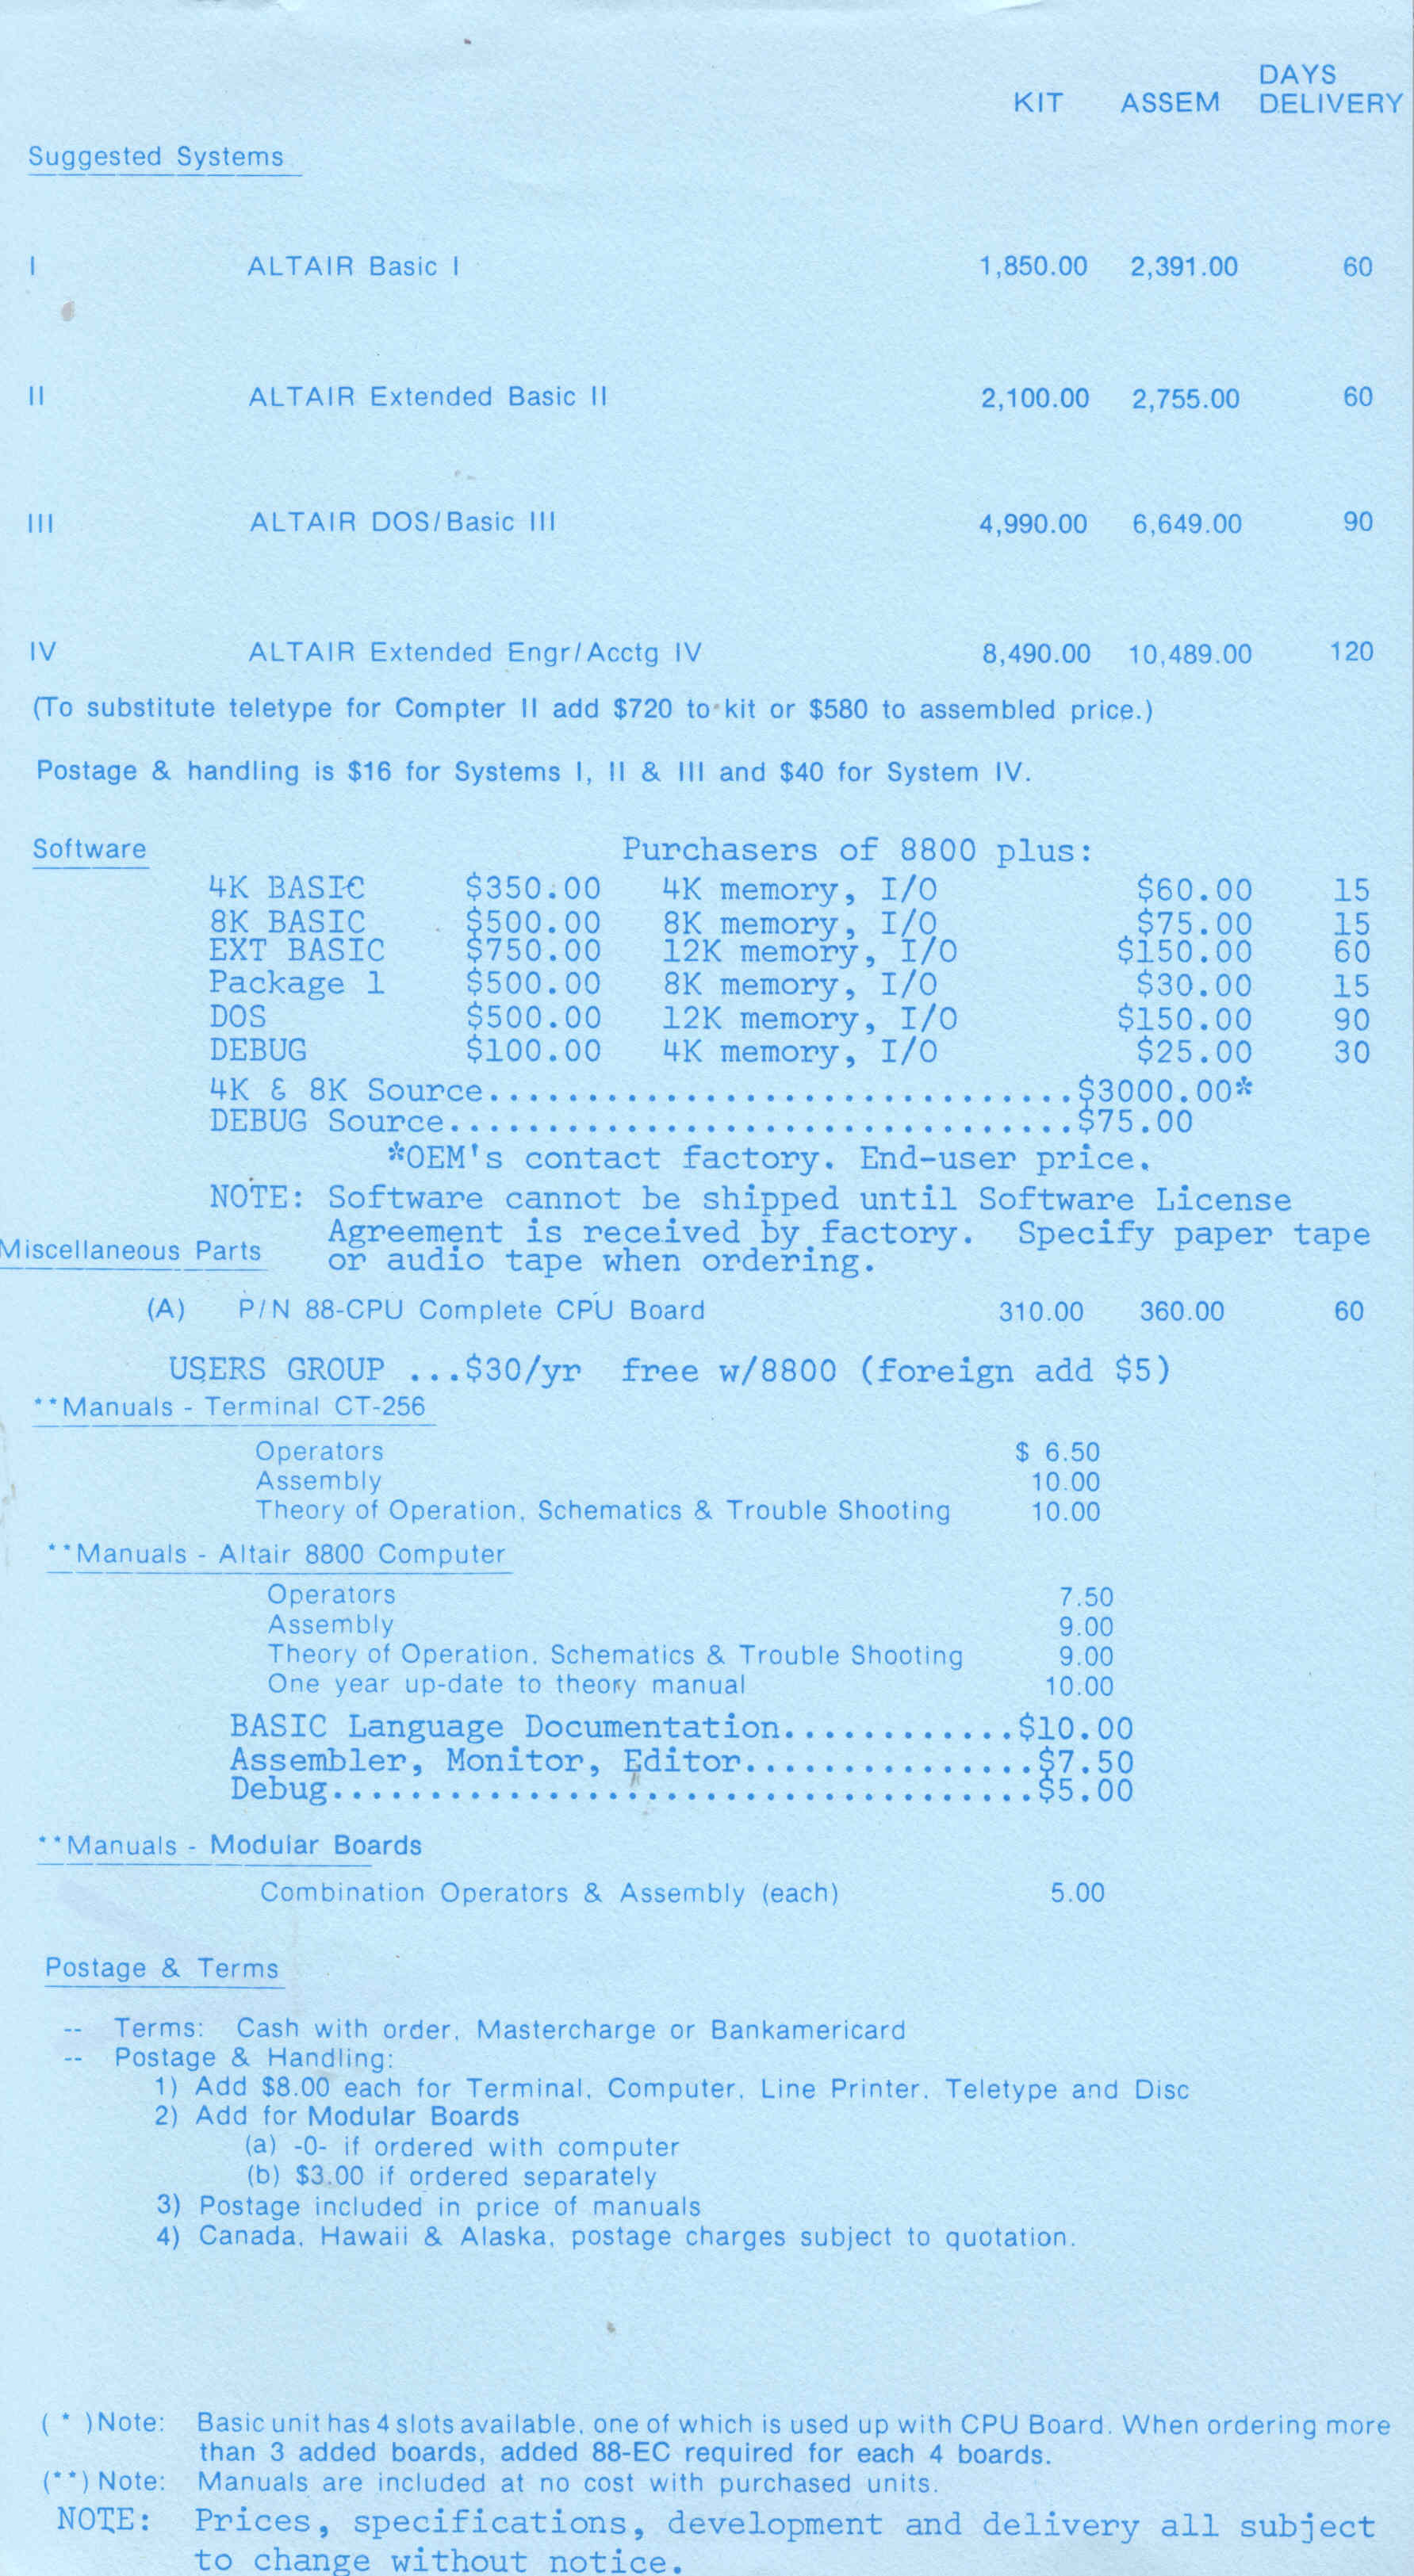 DAYS
KIT ASSEM DELIVERY
Suggested Systems
I ALTAIR Basic I 1,850.00 2,391.00 60
II ALTAIR Extended Basic II 2,100.00 2,755.00 60
III ALTAIR DOS/Basic III 4,990.00 6,649.00 90
IV ALTAIR Extended Engr/Acctg IV 8,490.00 10,489.00 120
(To substitute teletype for Compter II add $720 to kit or $580 to assembled price.)
Postage & handling is $16 for Systems I, II & III and $40 for System IV.
Software Purchasers of 8800 plus:
4K BASIC $350.00 4K memory, I/O $60.00 15
8K BASIC $500.00 8K memory, I/O $75.00 15
EXT BASIC $750.00 12K memory, I/O $150.00 60
Package 1 $500.00 8K memory, I/O $30.00 15
DOS $500.00 12K memory, I/O $150.00 90
DEBUG $100.00 4K memory, I/O $25.00 30
4K & 8K Source..............................$3000.00*
DEBUG Source................................$75.00
*OEM's contact factory. End-user price.
NOTE: Software cannot be shipped until Software License
Agreement is received by factory. Specify paper tape
or audio tape when ordering.
Miscellaneous Parts
(A) P/N 88-CPU Complete CPU Board 310.00 360.00 60
USERS GROUP ...$30/yr free w/8800 (foreign add $5)
**Manuals - Terminal CT-256
Operators $ 6.50
Assembly 10.00
Theory of Operation, Schematics & Trouble Shooting 10.00
**Manuals - Altair 8800 Computer
Operators 7.50
Assembly 9.00
Theory of Operation, Schematics & Trouble Shooting 9.00
One year up-date to theory manual 10.00
BASIC Language Documentation............$10.00
Assembler, Monitor, Editor...............$7.50
Debug....................................$5.00
**Manuals - Modular Boards
Combination Operators & Assembly (each) 5.00
Postage & Terms
-- Terms: Cash with order, Mastercharge or Bankamericard
-- Postage & Handling:
1) Add $8.00 each for Terminal, Computer, Line Printer, Teletype and Disc
2) Add for Modular Boards
(a) -0- if ordered with computer
(b) $3.00 if ordered separately
3) Postage included in price of manuals
4) Canada, Hawaii & Alaska, postage charges subject to quotation.
( * )Note: Basic unit has 4 slots available, one of which is used up with CPU Board. When ordering more
than 3 added boards, added 88-EC required for each 4 boards.
(**) Note: Manuals are included at no cost with purchased units.
NOTE: Prices, specifications, development and delivery all subject
to change without notice.